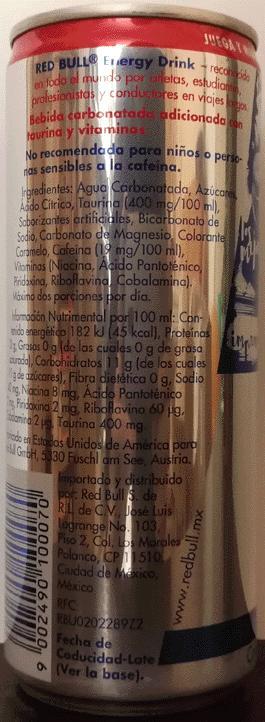 JUEGA Y
RED BULL® Energy Drink – reconocido
en todo el mundo por atletas, estudiantes,
profesionistas y conductores en viajes largos.
Bebida carbonatada adicionada con
taurina y vitaminas.
No recomendada para niños o perso-
nas sensibles a la cafeína.
Ingredientes: Agua Carbonatada, Azúcares,
Ácido Cítrico, Taurina (400 mg/100 ml),
Saborizantes artificiales, Bicarbonato de
Sodio, Carbonato de Magnesio, Colorante
Caramelo, Cafeína (19 mg/100 ml),
Vitaminas (Niacina, Ácido Pantoténico,
Piridoxina, Riboflavina, Cobalamina).
Máximo dos porciones por día.
Información Nutrimental por 100 ml: Con-
tenido energético 182 kJ (45 kcal), Proteínas
0 g, Grasas 0 g (de las cuales 0 g de grasa
saturada), Carbohidratos 11 g (de los cuales
g de azúcares), Fibra dietética 0 g, Sodio
mg, Niacina 8 mg, Ácido Pantoténico
mg, Piridoxina 2 mg, Riboflavina 60 µg,
Cobalamina 2 µg, Taurina 400 mg.
Estados Unidos de América para
Bull GmbH, 5330 Fuschl am See, Austria.
Importado y distribuido
por: Red Bull S. de
R.L. de C.V., José Luis
Lagrange No. 103,
Piso 2, Col. Los Morales
Polanco, CP 11510,
Ciudad de México,
México
RFC
RBU0202289Z2
Fecha de
Caducidad-Lote
(Ver la base).
www.redbull.mx
9 002490 100070